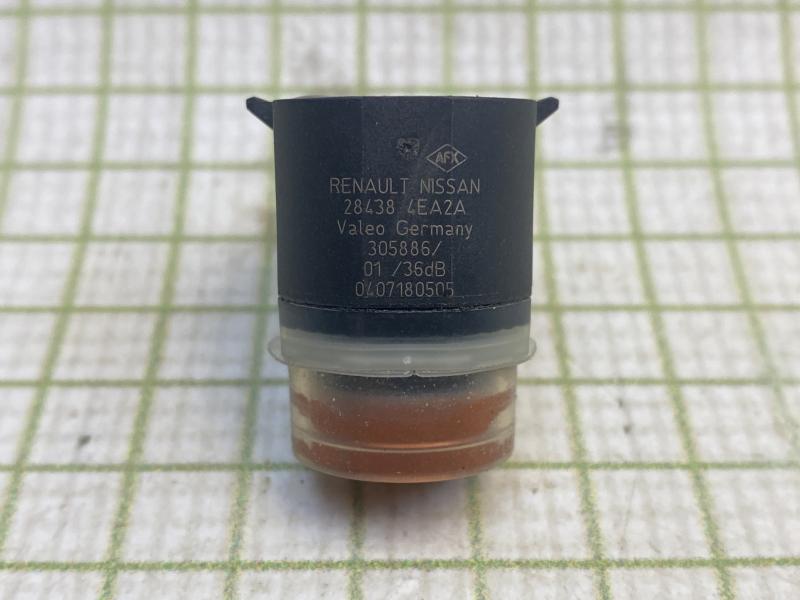 AFK
RENAULT NISSAN
28438 4EA2A
Valeo Germany
305886/
01 /36dB
0407180505